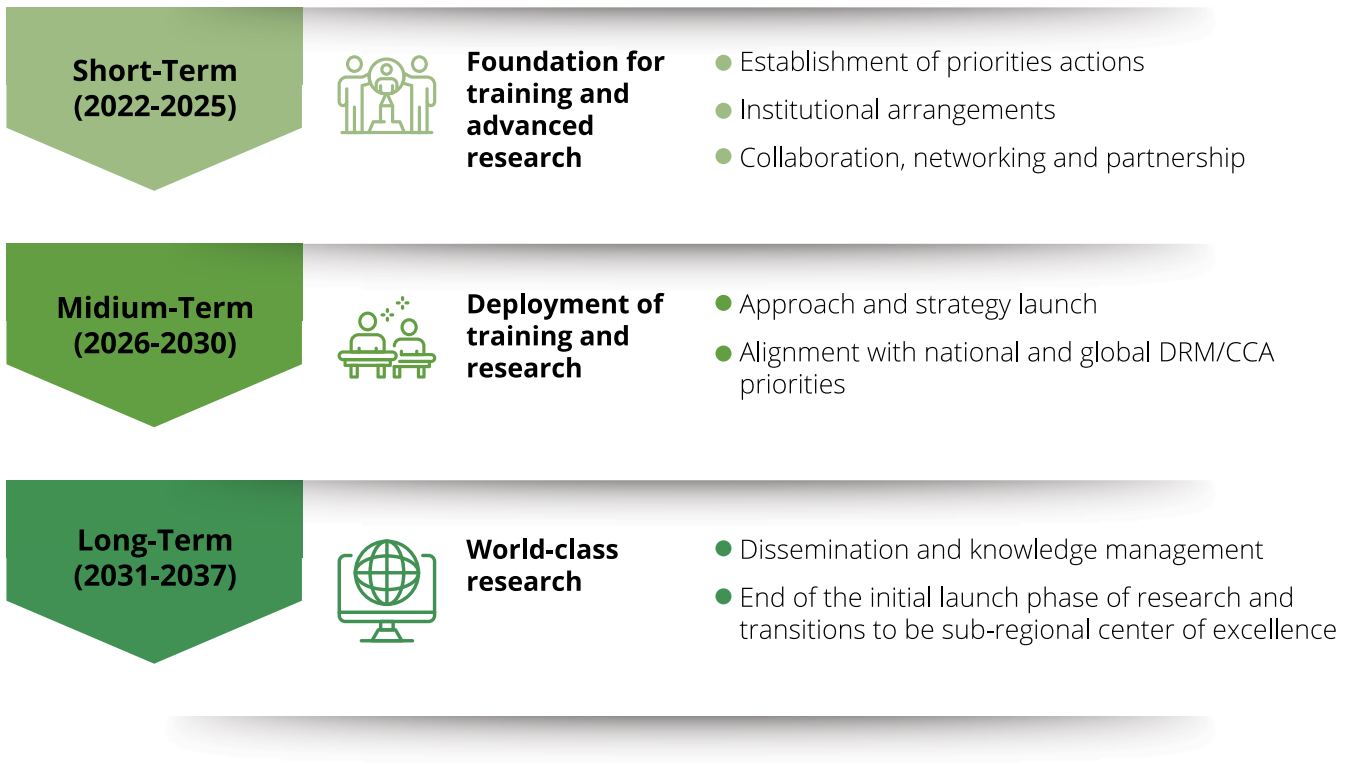 Short-Term
(2022-2025)
Foundation for
training and
advanced
research
Establishment of priorities actions
Institutional arrangements
Collaboration, networking and partnership
Midium-Term
(2026-2030)
Deployment of
training and
research
Approach and strategy launch
Alignment with national and global DRM/CCA
priorities
Long-Term
(2031-2037)
World-class
research
Dissemination and knowledge management
End of the initial launch phase of research and
transitions to be sub-regional center of excellence